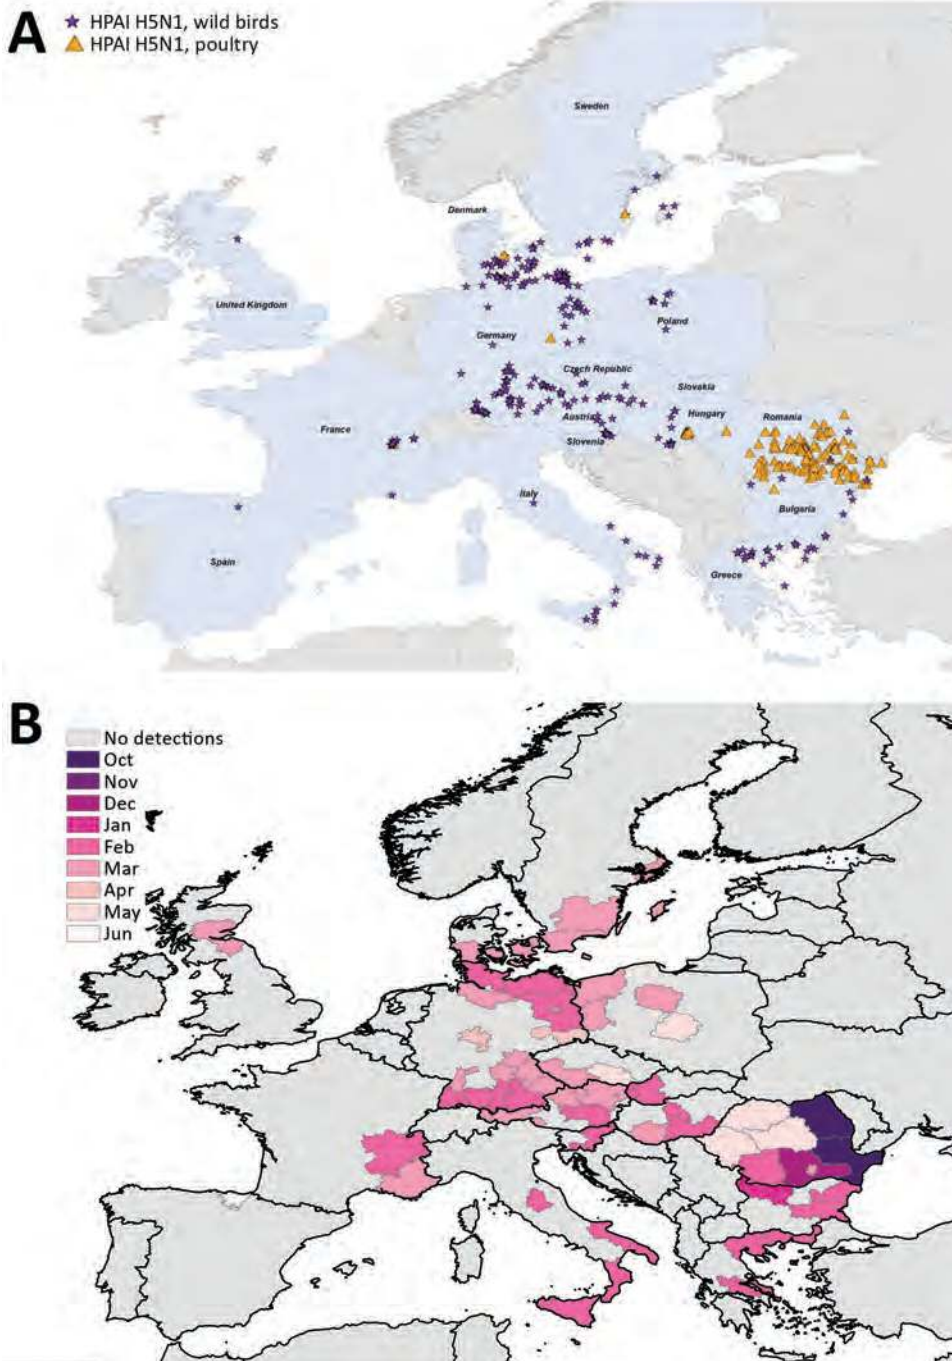 A
HPAI H5N1, wild birds
HPAI H5N1, poultry
Sweden
Denmark
United Kingdom
Poland
Germany
Czech Republic
Slovakia
Austria
Hungary
Romania
France
Slovenia
Italy
Bulgaria
Spain
Greece
B
No detections
Oct
Nov
Dec
Jan
Feb
Mar
Apr
May
Jun